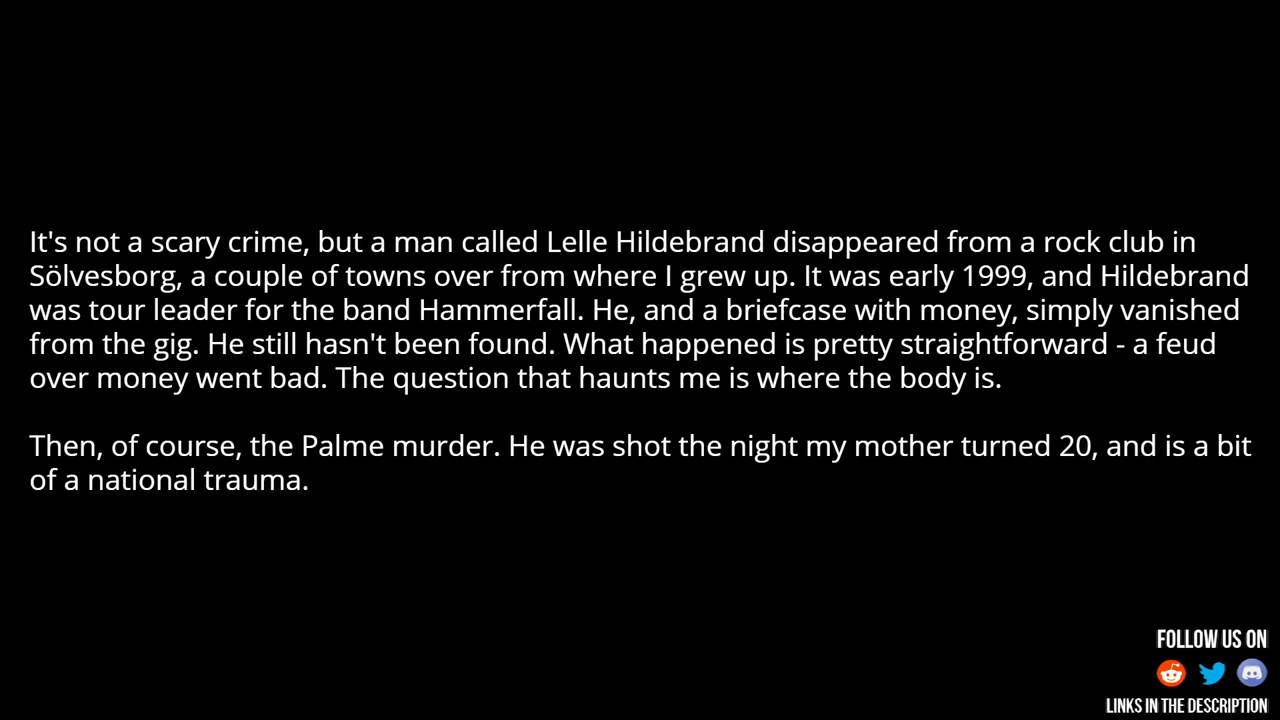 It's not a scary crime, but a man called Lelle Hildebrand disappeared from a rock club in
Sölvesborg, a couple of towns over from where I grew up. It was early 1999, and Hildebrand
was tour leader for the band Hammerfall. He, and a briefcase with money, simply vanished
from the gig. He still hasn't been found. What happened is pretty straightforward - a feud
over money went bad. The question that haunts me is where the body is.
Then, of course, the Palme murder. He was shot the night my mother turned 20, and is a bit
of a national trauma.
FOLLOW US ON
LINKS IN THE DESCRIPTION